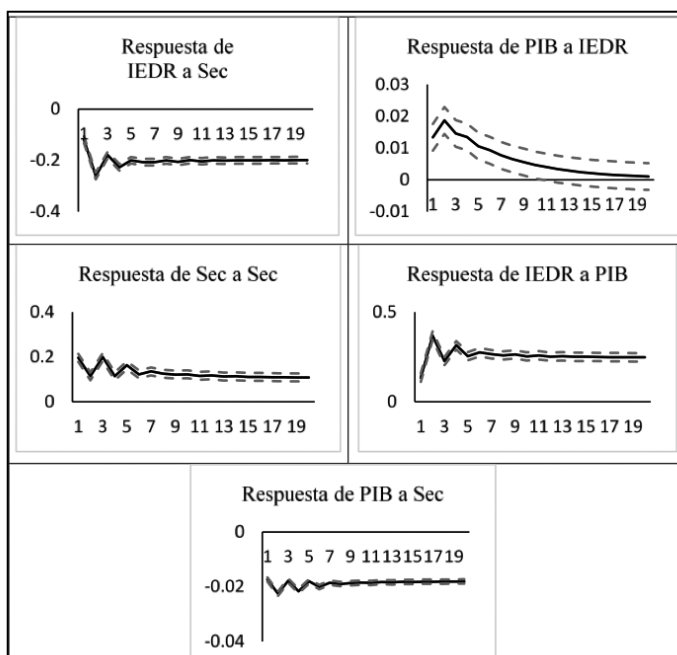 Respuesta de
IEDR a Sec
0
1 3 5 7 9 11 13 15 17 19
-0.2
-0.4
Respuesta de PIB a IEDR
0.03
0.02
0.01
0
-0.01
1 3 5 7 9 11 13 15 17 19
Respuesta de Sec a Sec
0.4
0.2
0
1 3 5 7 9 11 13 15 17 19
Respuesta de IEDR a PIB
0.5
0
1 3 5 7 9 11 13 15 17 19
Respuesta de PIB a Sec
0
1 3 5 7 9 11 13 15 17 19
-0.02
-0.04